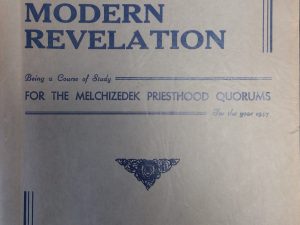 MODERN
REVELATION
Being a Course of Study
FOR THE MELCHIZEDEK PRIESTHOOD QUORUMS
For the year